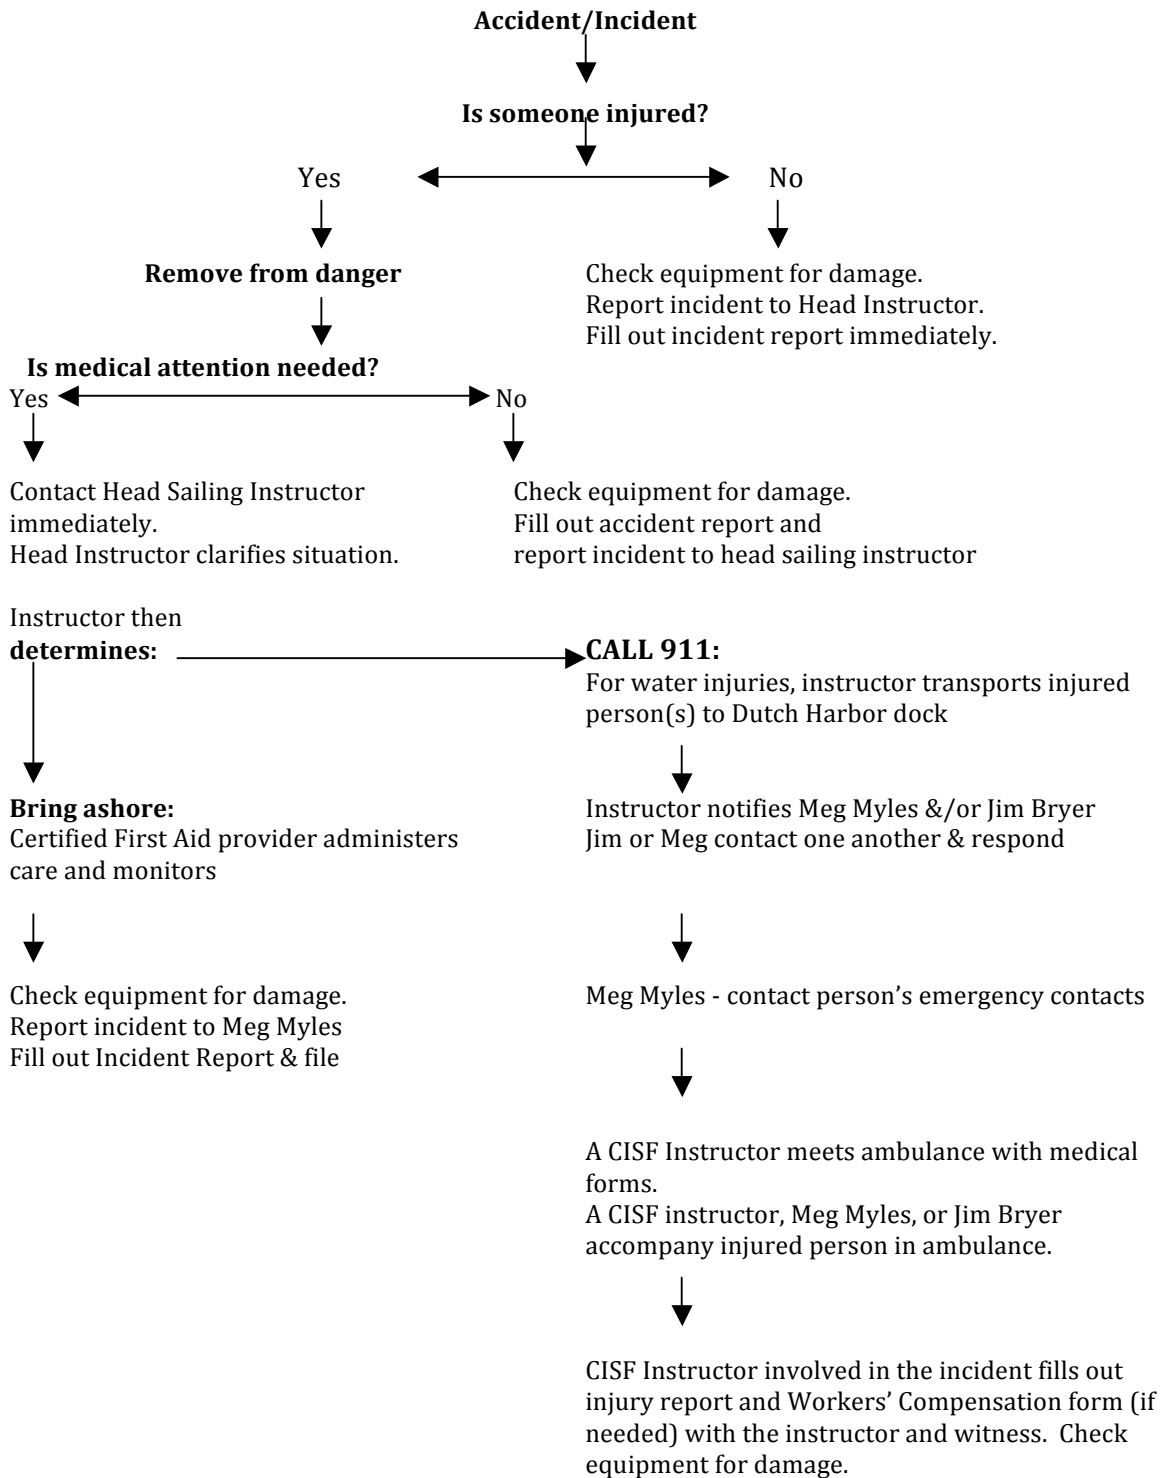 Accident/Incident
Is someone injured?
Yes
No
Remove from danger
Check equipment for damage.
Report incident to Head Instructor.
Fill out incident report immediately.
Is medical attention needed?
Yes
No
Contact Head Sailing Instructor
immediately.
Head Instructor clarifies situation.
Check equipment for damage.
Fill out accident report and
report incident to head sailing instructor
Instructor then
determines:
CALL 911:
For water injuries, instructor transports injured
person(s) to Dutch Harbor dock
Bring ashore:
Certified First Aid provider administers
care and monitors
Instructor notifies Meg Myles &/or Jim Bryer
Jim or Meg contact one another & respond
Check equipment for damage.
Report incident to Meg Myles
Fill out Incident Report & file
Meg Myles - contact person’s emergency contacts
A CISF Instructor meets ambulance with medical
forms.
A CISF instructor, Meg Myles, or Jim Bryer
accompany injured person in ambulance.
CISF Instructor involved in the incident fills out
injury report and Workers’ Compensation form (if
needed) with the instructor and witness.  Check
equipment for damage.